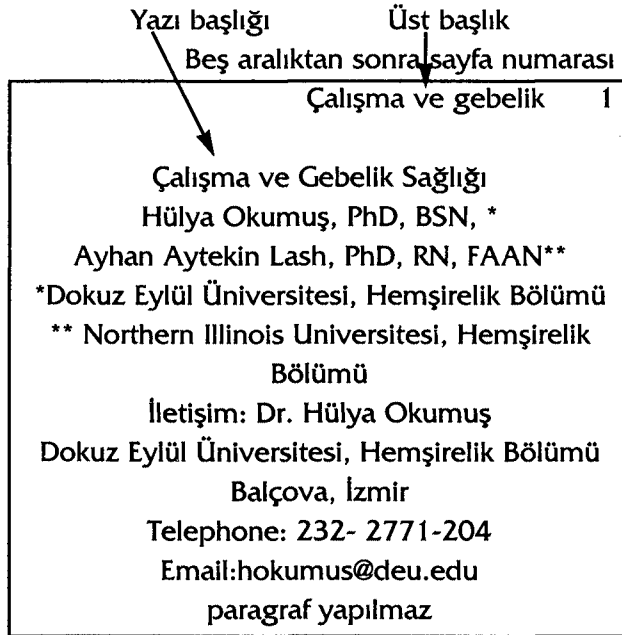 Yazı başlığı Üst başlık
Beş aralıktan sonra sayfa numarası
Çalışma ve gebelik 1
Çalışma ve Gebelik Sağlığı
Hülya Okumuş, PhD, BSN, *
Ayhan Aytekin Lash, PhD, RN, FAAN**
*Dokuz Eylül Üniversitesi, Hemşirelik Bölümü
** Northern Illinois Universitesi, Hemşirelik
Bölümü
İletişim: Dr. Hülya Okumuş
Dokuz Eylül Üniversitesi, Hemşirelik Bölümü
Balçova, İzmir
Telephone: 232- 2771-204
Email:hokumus@deu.edu
paragraf yapılmaz